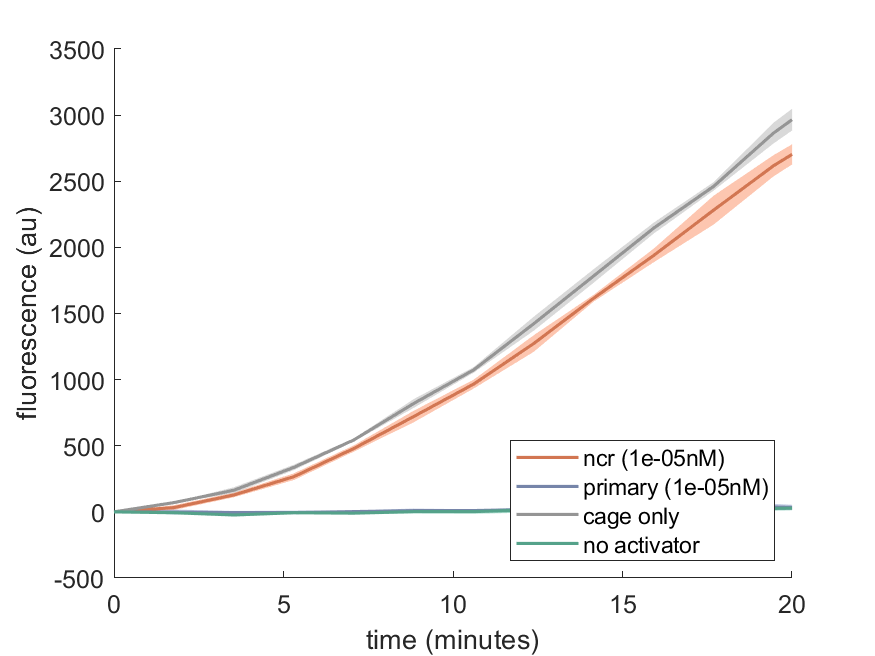 3500
3000
2500
2000
1500
1000
500
0
-500
fluorescence (au)
ncr (1e-05nM)
primary (1e-05nM)
cage only
no activator
0 5 10 15 20
time (minutes)